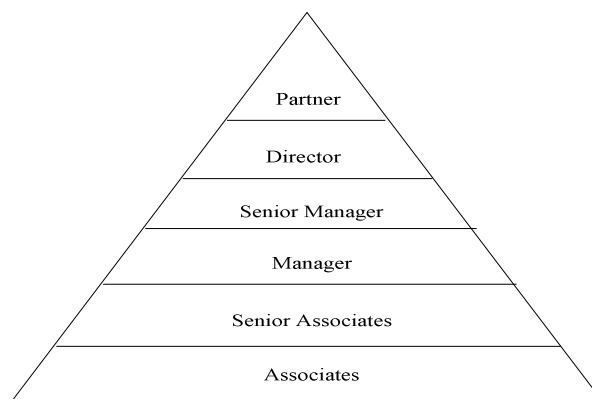 Partner
Director
Senior Manager
Manager
Senior Associates
Associates